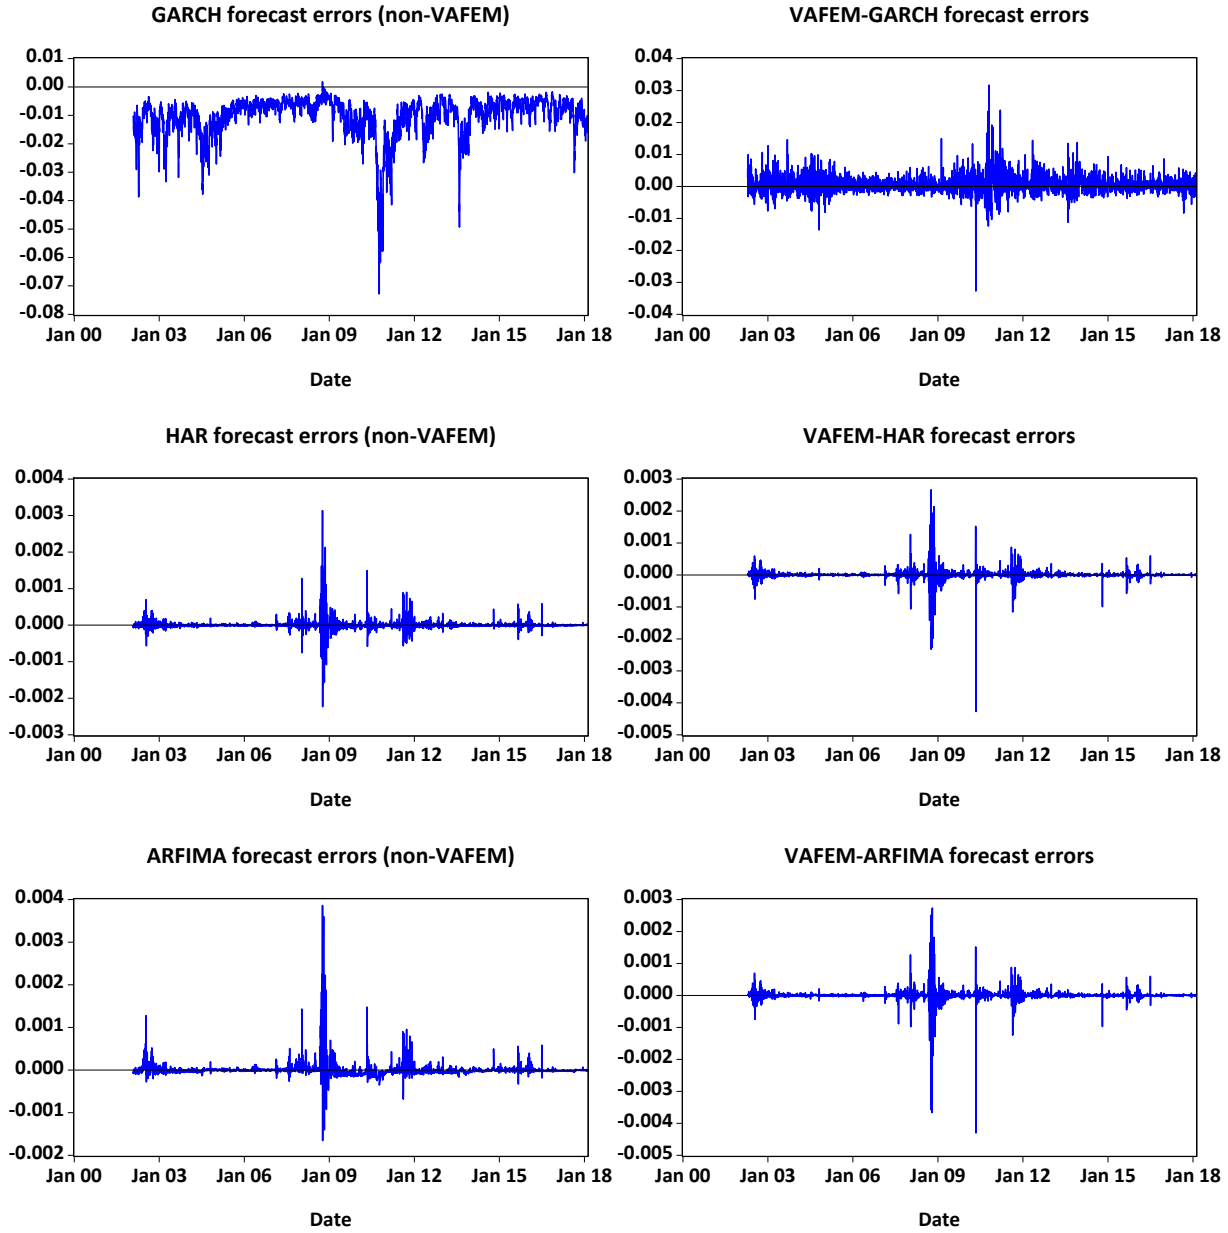 GARCH forecast errors (non-VAFEM)
0.01
0.00
-0.01
-0.02
-0.03
-0.04
-0.05
-0.06
-0.07
-0.08
Jan 00 Jan 03 Jan 06 Jan 09 Jan 12 Jan 15 Jan 18
Date
VAFEM-GARCH forecast errors
0.04
0.03
0.02
0.01
0.00
-0.01
-0.02
-0.03
-0.04
Jan 00 Jan 03 Jan 06 Jan 09 Jan 12 Jan 15 Jan 18
Date
HAR forecast errors (non-VAFEM)
0.004
0.003
0.002
0.001
0.000
-0.001
-0.002
-0.003
Jan 00 Jan 03 Jan 06 Jan 09 Jan 12 Jan 15 Jan 18
Date
VAFEM-HAR forecast errors
0.003
0.002
0.001
0.000
-0.001
-0.002
-0.003
-0.004
-0.005
Jan 00 Jan 03 Jan 06 Jan 09 Jan 12 Jan 15 Jan 18
Date
ARFIMA forecast errors (non-VAFEM)
0.004
0.003
0.002
0.001
0.000
-0.001
-0.002
Jan 00 Jan 03 Jan 06 Jan 09 Jan 12 Jan 15 Jan 18
Date
VAFEM-ARFIMA forecast errors
0.003
0.002
0.001
0.000
-0.001
-0.002
-0.003
-0.004
-0.005
Jan 00 Jan 03 Jan 06 Jan 09 Jan 12 Jan 15 Jan 18
Date